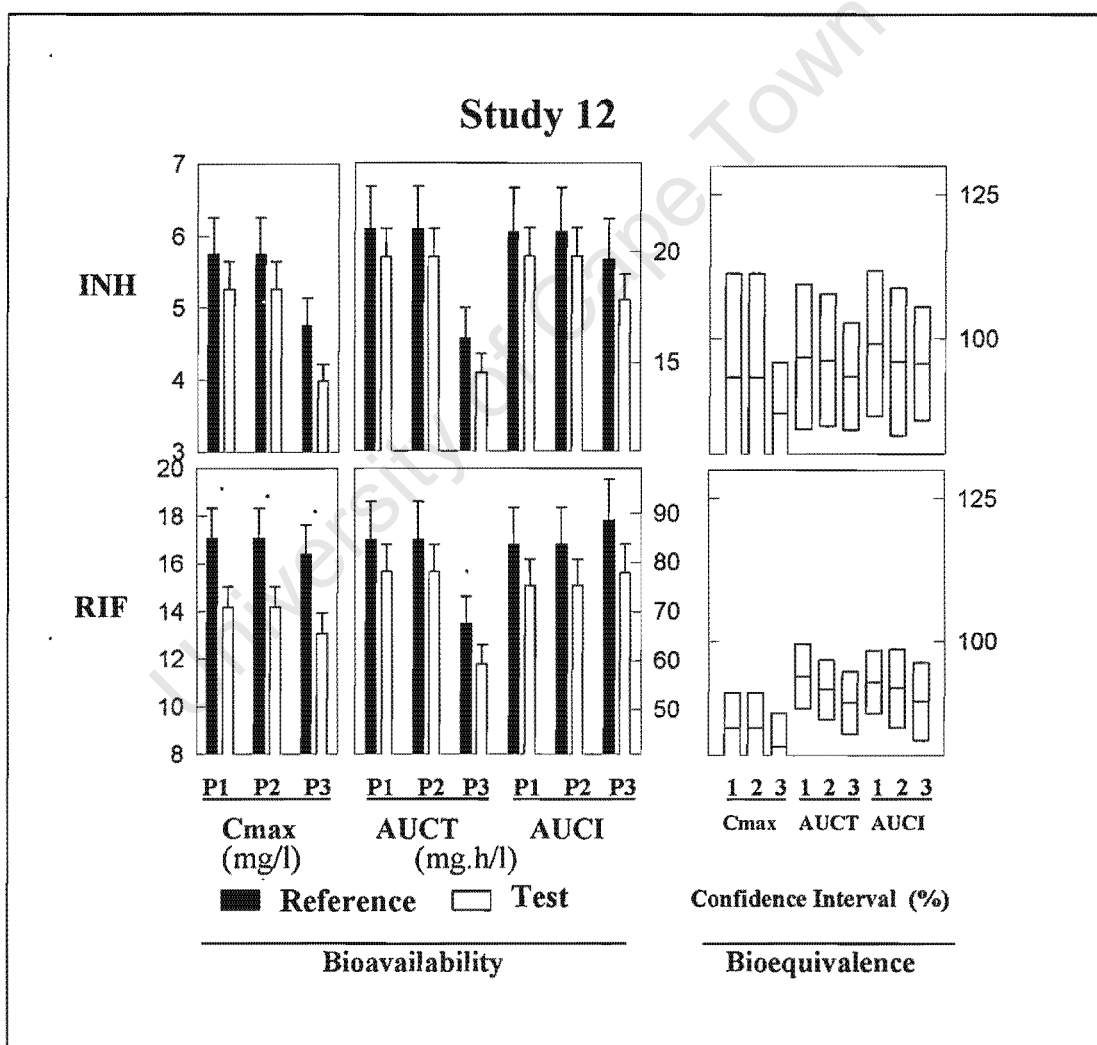 Study 12
INH
7
6
5
4
3
20
15
125
100
RIF
20
18
16
14
12
10
8
90
80
70
60
50
125
100
P1 P2 P3 P1 P2 P3 P1 P2 P3
1 2 3 1 2 3 1 2 3
Cmax AUCT AUCI
(mg/l) (mg.h/l)
Cmax AUCT AUCI
Reference Test
Confidence Interval (%)
Bioavailability Bioequivalence
University of Cape Town